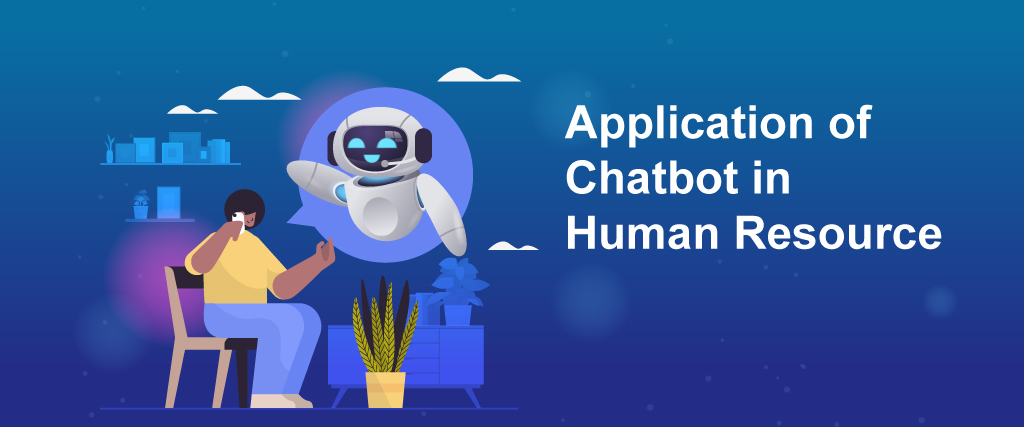 Application of
Chatbot in
Human Resource